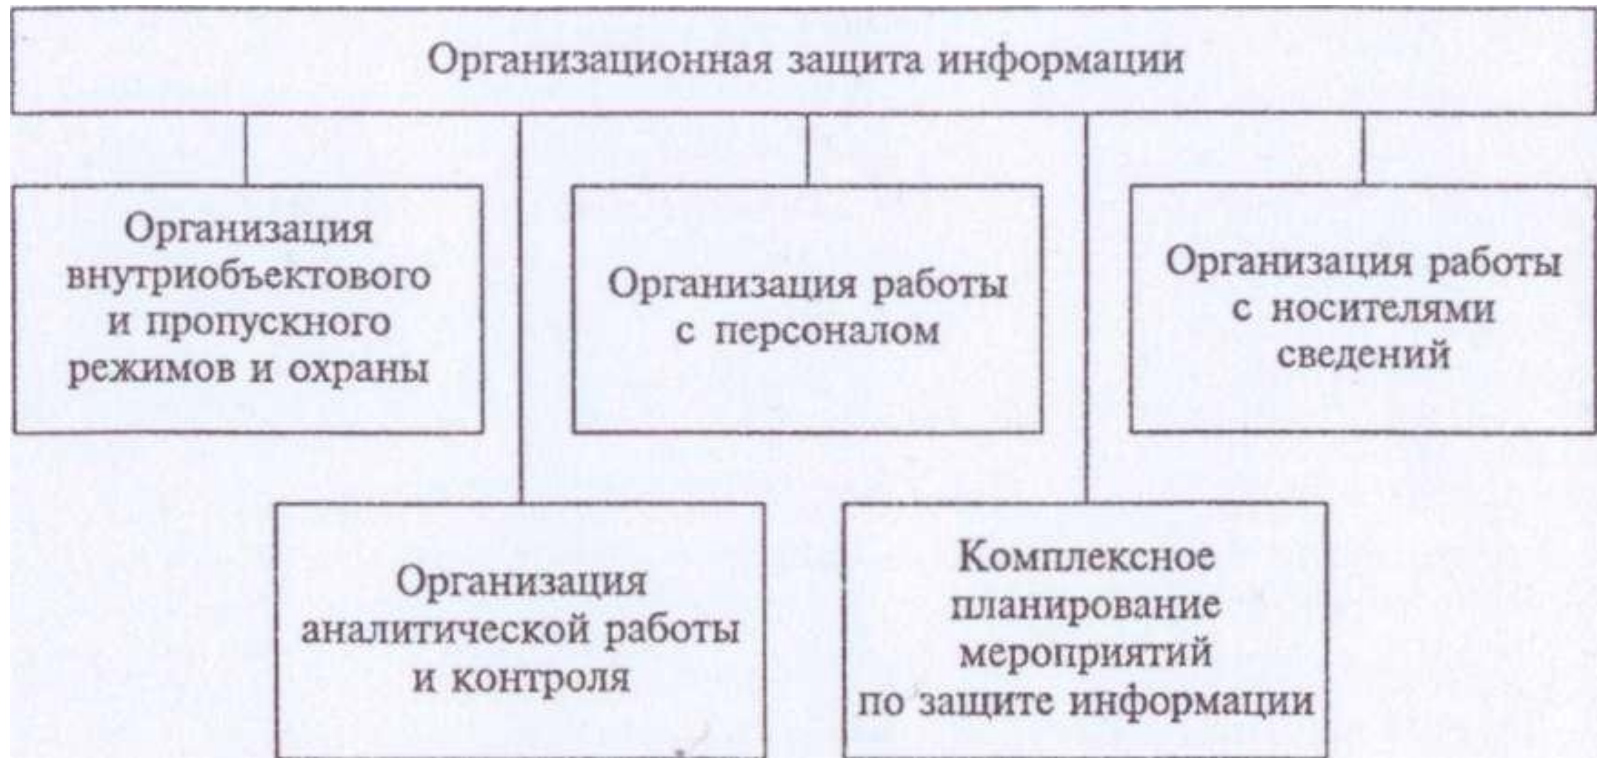 Организационная защита информации
Организация
внутриобъектового
и пропускного
режимов и охраны
Организация работы
с персоналом
Организация работы
с носителями
сведений
Организация
аналитической работы
и контроля
Комплексное
планирование
мероприятий
по защите информации